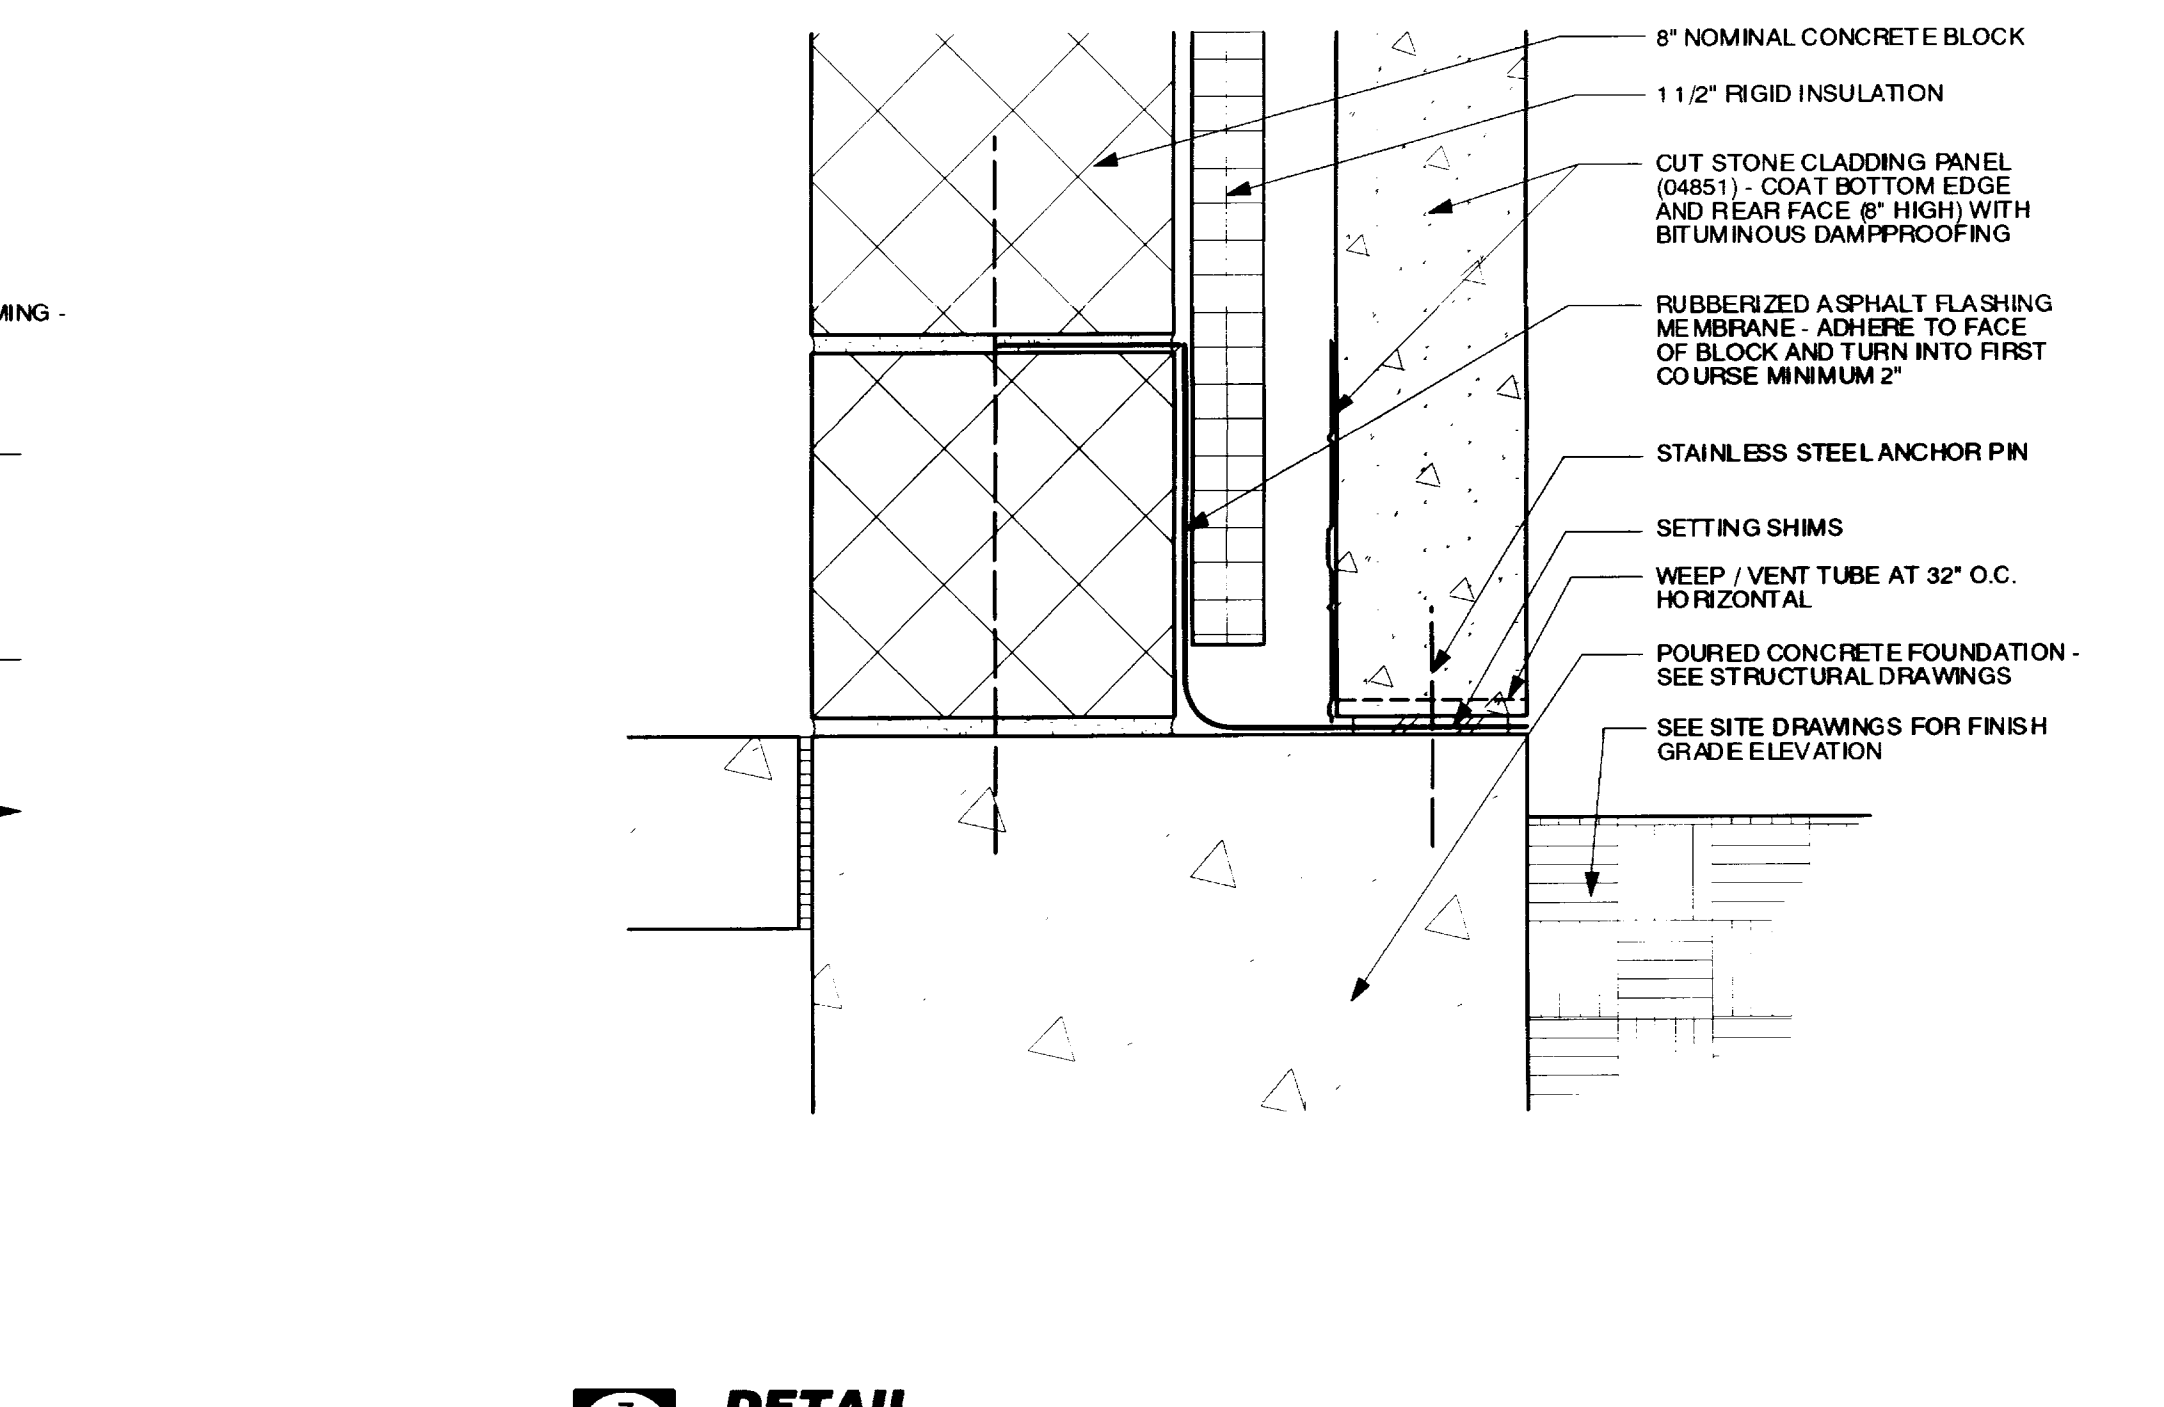 8" NOMINAL CONCRETE BLOCK
1 1/2" RIGID INSULATION
CUT STONE CLADDING PANEL
(04851) - COAT BOTTOM EDGE
AND REAR FACE (8" HIGH) WITH
BITUMINOUS DAMPPROOFING
MING -
RUBBERIZED ASPHALT FLASHING
MEMBRANE - ADHERE TO FACE
OF BLOCK AND TURN INTO FIRST
COURSE MINIMUM 2"
STAINLESS STEEL ANCHOR PIN
SETTING SHIMS
WEEP / VENT TUBE AT 32" O.C.
HORIZONTAL
POURED CONCRETE FOUNDATION -
SEE STRUCTURAL DRAWINGS
SEE SITE DRAWINGS FOR FINISH
GRADE ELEVATION
DETAIL